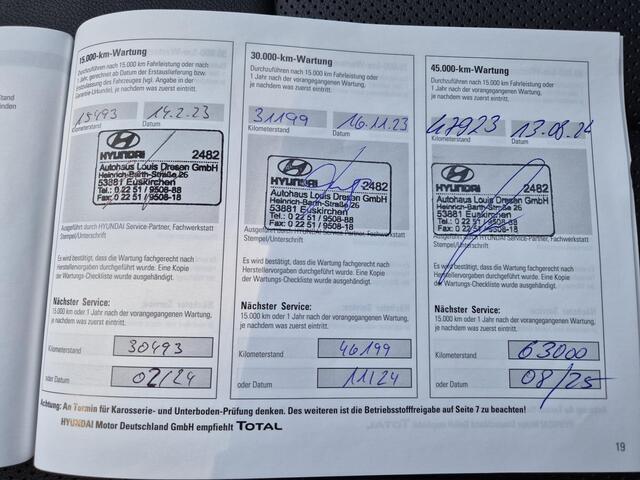 Stand
nden
15.000-km-Wartung
Durchzuführen nach 15.000 km Fahrleistung oder nach
1 Jahr, gerechnet ab Datum der Erstauslieferung bzw.
Erstzulassung des Fahrzeuges (vgl. Angabe in der
Garantie-Urkunde), je nachdem was zuerst eintritt.
15493 14.2.23
Kilometerstand Datum
HYUNDAI 2482
Autohaus Louis Dresen GmbH
Heinrich-Barth-Straße 26
53881 Euskirchen
Tel.: 0 22 51 / 9508-88
Fax: 0 22 51 / 9508-18
Ausgeführt durch HYUNDAI Service-Partner, Fachwerkstatt
Stempel/Unterschrift
Es wird bestätigt, dass die Wartung fachgerecht nach
Herstellervorgaben durchgeführt wurde. Eine Kopie
der Wartungs-Checkliste wurde ausgehändigt.
Nächster Service:
15.000 km oder 1 Jahr nach der vorangegangenen Wartung,
je nachdem was zuerst eintritt.
Kilometerstand 30493
oder Datum 02/24
30.000-km-Wartung
Durchzuführen nach 15.000 km Fahrleistung oder
1 Jahr nach der vorangegangenen Wartung,
je nachdem was zuerst eintritt.
31199 16.11.23
Kilometerstand Datum
HYUNDAI 2482
Autohaus Louis Dresen GmbH
Heinrich-Barth-Straße 26
53881 Euskirchen
Tel.: 0 22 51 / 9508-88
Fax: 0 22 51 / 9508-18
Ausgeführt durch HYUNDAI Service-Partner, Fachwerkstatt
Stempel/Unterschrift
Es wird bestätigt, dass die Wartung fachgerecht nach
Herstellervorgaben durchgeführt wurde. Eine Kopie
der Wartungs-Checkliste wurde ausgehändigt.
Nächster Service:
15.000 km oder 1 Jahr nach der vorangegangenen Wartung,
je nachdem was zuerst eintritt.
Kilometerstand 46199
oder Datum 11/24
45.000-km-Wartung
Durchzuführen nach 15.000 km Fahrleistung oder
1 Jahr nach der vorangegangenen Wartung,
je nachdem was zuerst eintritt.
47923 13.08.24
Kilometerstand Datum
HYUNDAI 2482
Autohaus Louis Dresen GmbH
Heinrich-Barth-Straße 26
53881 Euskirchen
Tel.: 0 22 51 / 9508-88
Fax: 0 22 51 / 9508-18
Ausgeführt durch HYUNDAI Service-Partner, Fachwerkstatt
Stempel/Unterschrift
Es wird bestätigt, dass die Wartung fachgerecht nach
Herstellervorgaben durchgeführt wurde. Eine Kopie
der Wartungs-Checkliste wurde ausgehändigt.
Nächster Service:
15.000 km oder 1 Jahr nach der vorangegangenen Wartung,
je nachdem was zuerst eintritt.
Kilometerstand 63000
oder Datum 08/25
Achtung: An Termin für Karosserie- und Unterboden-Prüfung denken. Des weiteren ist die Betriebsstofffreigabe auf Seite 7 zu beachten!
HYUNDAI Motor Deutschland GmbH empfiehlt TOTAL
19